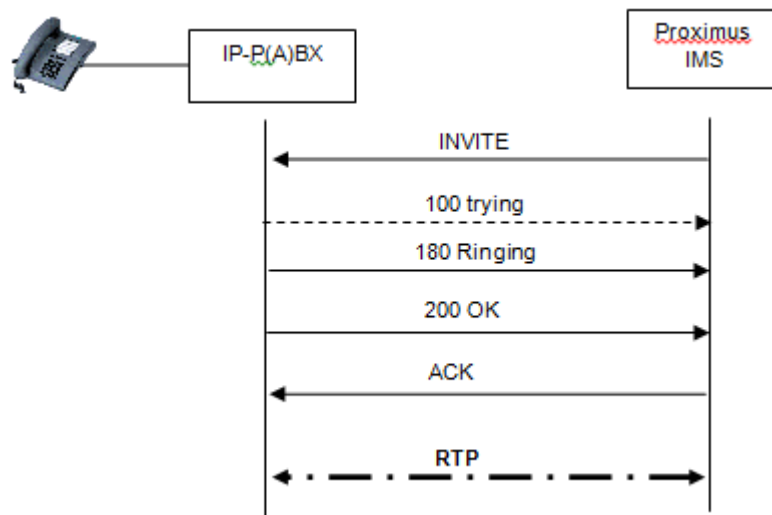 IP-P(A)BX
Proximus
IMS
INVITE
100 trying
180 Ringing
200 OK
ACK
RTP